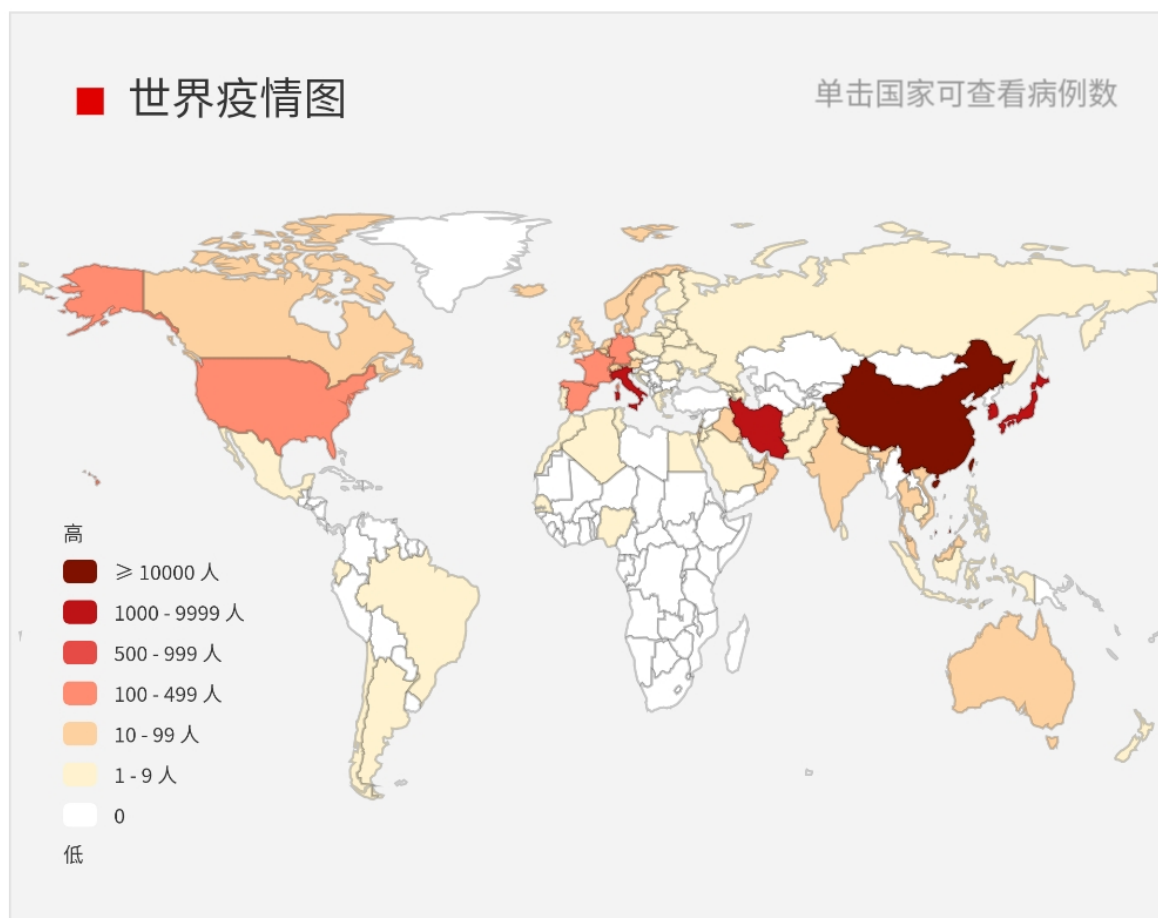 世界疫情图
单击国家可查看病例数
高
≥ 10000 人
1000 - 9999 人
500 - 999 人
100 - 499 人
10 - 99 人
1 - 9 人
0
低